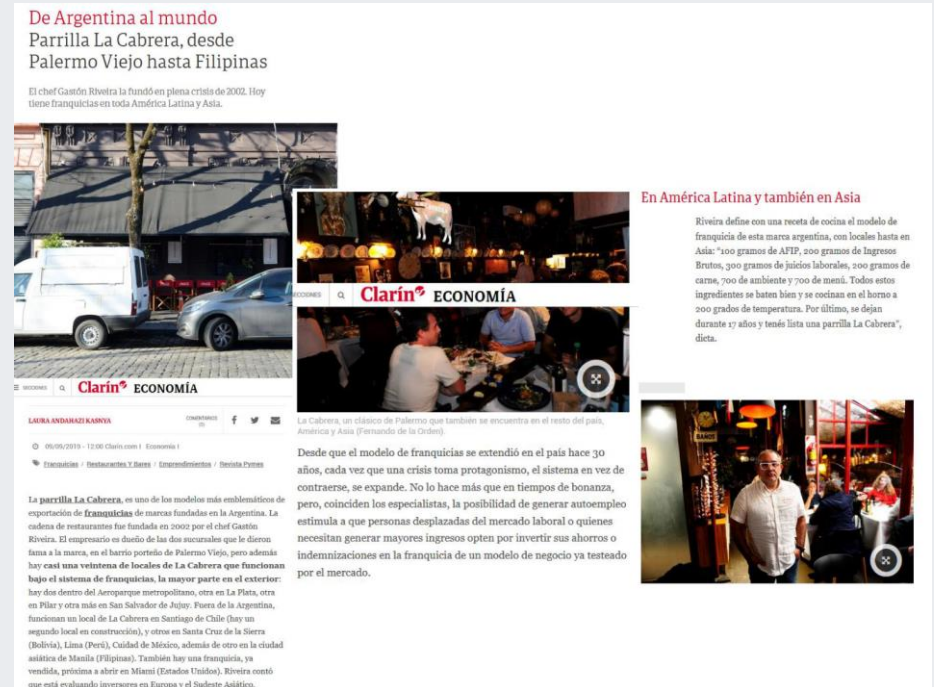 De Argentina al mundo
Parrilla La Cabrera, desde
Palermo Viejo hasta Filipinas
El chef Gastón Riveira la fundó en plena crisis de 2002. Hoy
tiene franquicias en toda América Latina y Asia.
SECCIONES Clarín ECONOMÍA
LAURA ANDAHAZI KASNYA
COMENTARIOS
(1)
09/09/2019 - 12:06 Clarin.com | Economía |
Franquicias / Restaurantes Y Bares / Emprendimientos / Revista Pymes
La parrilla La Cabrera, es uno de los modelos más emblemáticos de
exportación de franquicias de marcas fundadas en la Argentina. La
cadena de restaurantes fue fundada en 2002 por el chef Gastón
Riveira. El empresario es dueño de las dos sucursales que le dieron
fama a la marca, en el barrio porteño de Palermo Viejo, pero además
hay casi una veintena de locales de La Cabrera que funcionan
bajo el sistema de franquicias, la mayor parte en el exterior:
hay dos dentro del Aeroparque metropolitano, otra en La Plata, otra
en Pilar y otra más en San Salvador de Jujuy. Fuera de la Argentina,
funcionan un local de La Cabrera en Santiago de Chile (hay un
segundo local en construcción), y otros en Santa Cruz de la Sierra
(Bolivia), Lima (Perú), Cuidad de México, además de otro en la ciudad
asiática de Manila (Filipinas). También hay una franquicia, ya
vendida, próxima a abrir en Miami (Estados Unidos). Riveira contó
que está evaluando inversores en Europa y el Sudeste Asiático.
ECCIONES Clarín ECONOMÍA
La Cabrera, un clásico de Palermo que también se encuentra en el resto del país,
América y Asia (Fernando de la Orden).
Desde que el modelo de franquicias se extendió en el país hace 30
años, cada vez que una crisis toma protagonismo, el sistema en vez de
contraerse, se expande. No lo hace más que en tiempos de bonanza,
pero, coinciden los especialistas, la posibilidad de generar autoempleo
estimula a que personas desplazadas del mercado laboral o quienes
necesitan generar mayores ingresos opten por invertir sus ahorros o
indemnizaciones en la franquicia de un modelo de negocio ya testeado
por el mercado.
En América Latina y también en Asia
Riveira define con una receta de cocina el modelo de
franquicia de esta marca argentina, con locales hasta en
Asia: "100 gramos de AFIP, 200 gramos de Ingresos
Brutos, 300 gramos de juicios laborales, 200 gramos de
carne, 700 de ambiente y 700 de menú. Todos estos
ingredientes se baten bien y se cocinan en el horno a
200 grados de temperatura. Por último, se dejan
durante 17 años y tenés lista una parrilla La Cabrera",
dicta.
BAÑOS